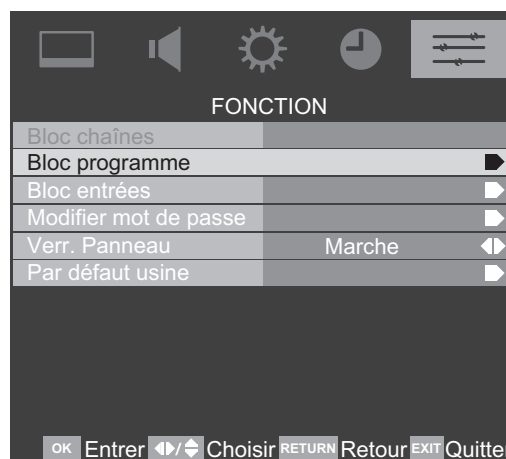 FONCTION
Bloc chaînes
Bloc programme
Bloc entrées
Modifier mot de passe
Verr. Panneau Marche
Par défaut usine
OK Entrer / Choisir RETURN Retour EXIT Quitter